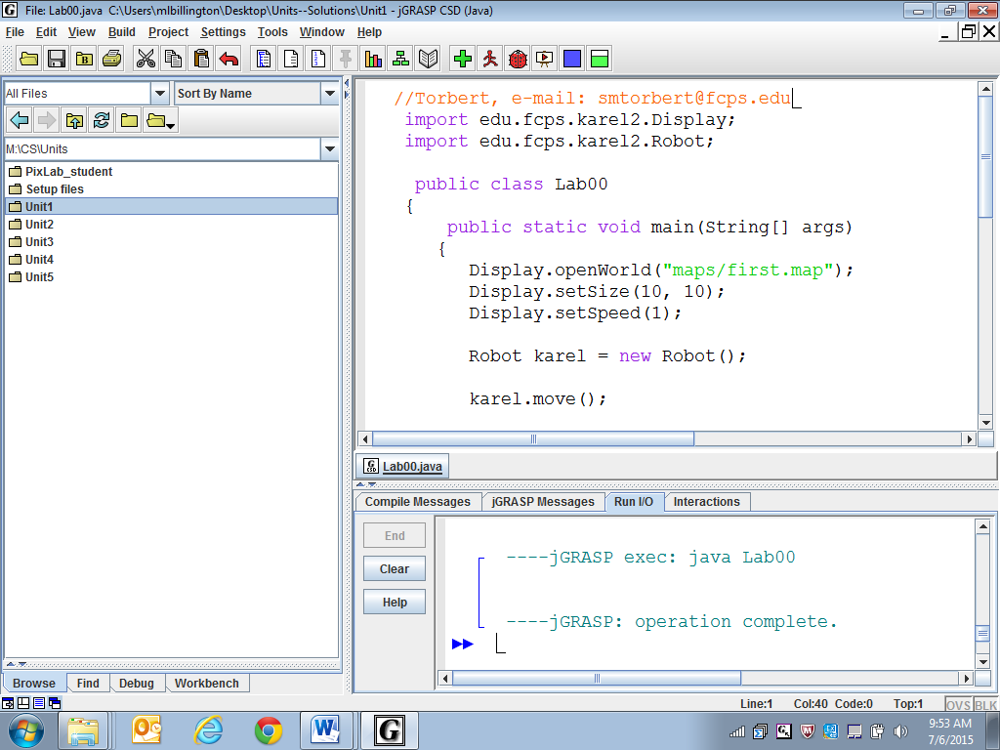 File: Lab00.java C:\Users\mlbillington\Desktop\Units--Solutions\Unit1 - jGRASP CSD (Java)
File Edit View Build Project Settings Tools Window Help
All Files
Sort By Name
M:\CS\Units
PixLab_student
Setup files
Unit1
Unit2
Unit3
Unit4
Unit5
Browse Find Debug Workbench
//Torbert, e-mail: smtorbert@fcps.edu
import edu.fcps.karel2.Display;
import edu.fcps.karel2.Robot;
public class Lab00
{
public static void main(String[] args)
{
Display.openWorld("maps/first.map");
Display.setSize(10, 10);
Display.setSpeed(1);
Robot karel = new Robot();
karel.move();
Lab00.java
Compile Messages jGRASP Messages Run I/O Interactions
End
Clear
Help
----jGRASP exec: java Lab00
----jGRASP: operation complete.
Line:1 Col:40 Code:0 Top:1 OVS BLK
9:53 AM
7/6/2015